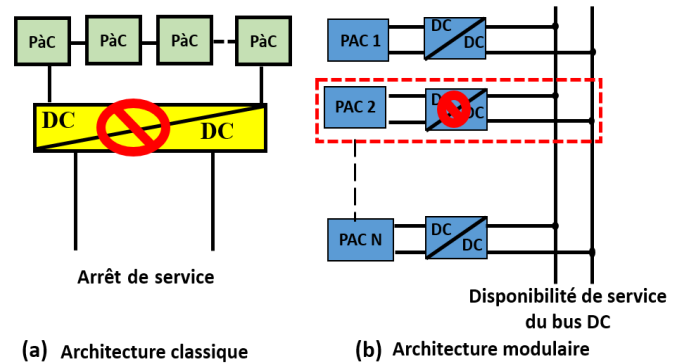 PàC PàC PàC PàC
DC DC
Arrêt de service
(a) Architecture classique
PAC 1 DC DC
PAC 2 DC DC
PAC N DC DC
Disponibilité de service
du bus DC
(b) Architecture modulaire